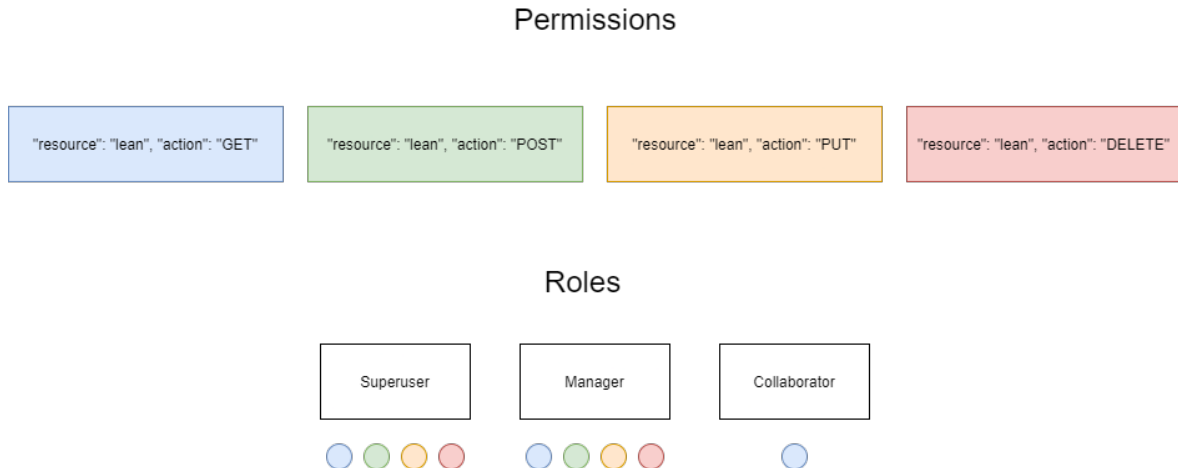 Permissions
"resource": "lean", "action": "GET"
"resource": "lean", "action": "POST"
"resource": "lean", "action": "PUT"
"resource": "lean", "action": "DELETE"
Roles
Superuser
Manager
Collaborator